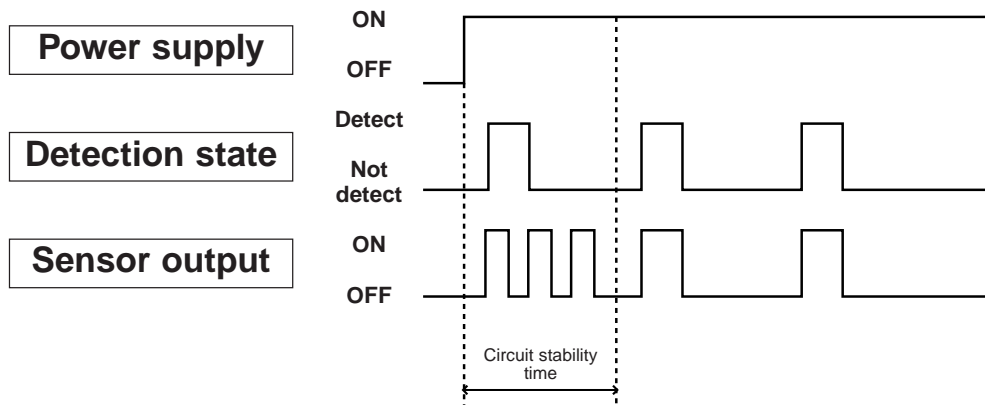 Power supply
ON
OFF
Detection state
Detect
Not
detect
Sensor output
ON
OFF
Circuit stability
time